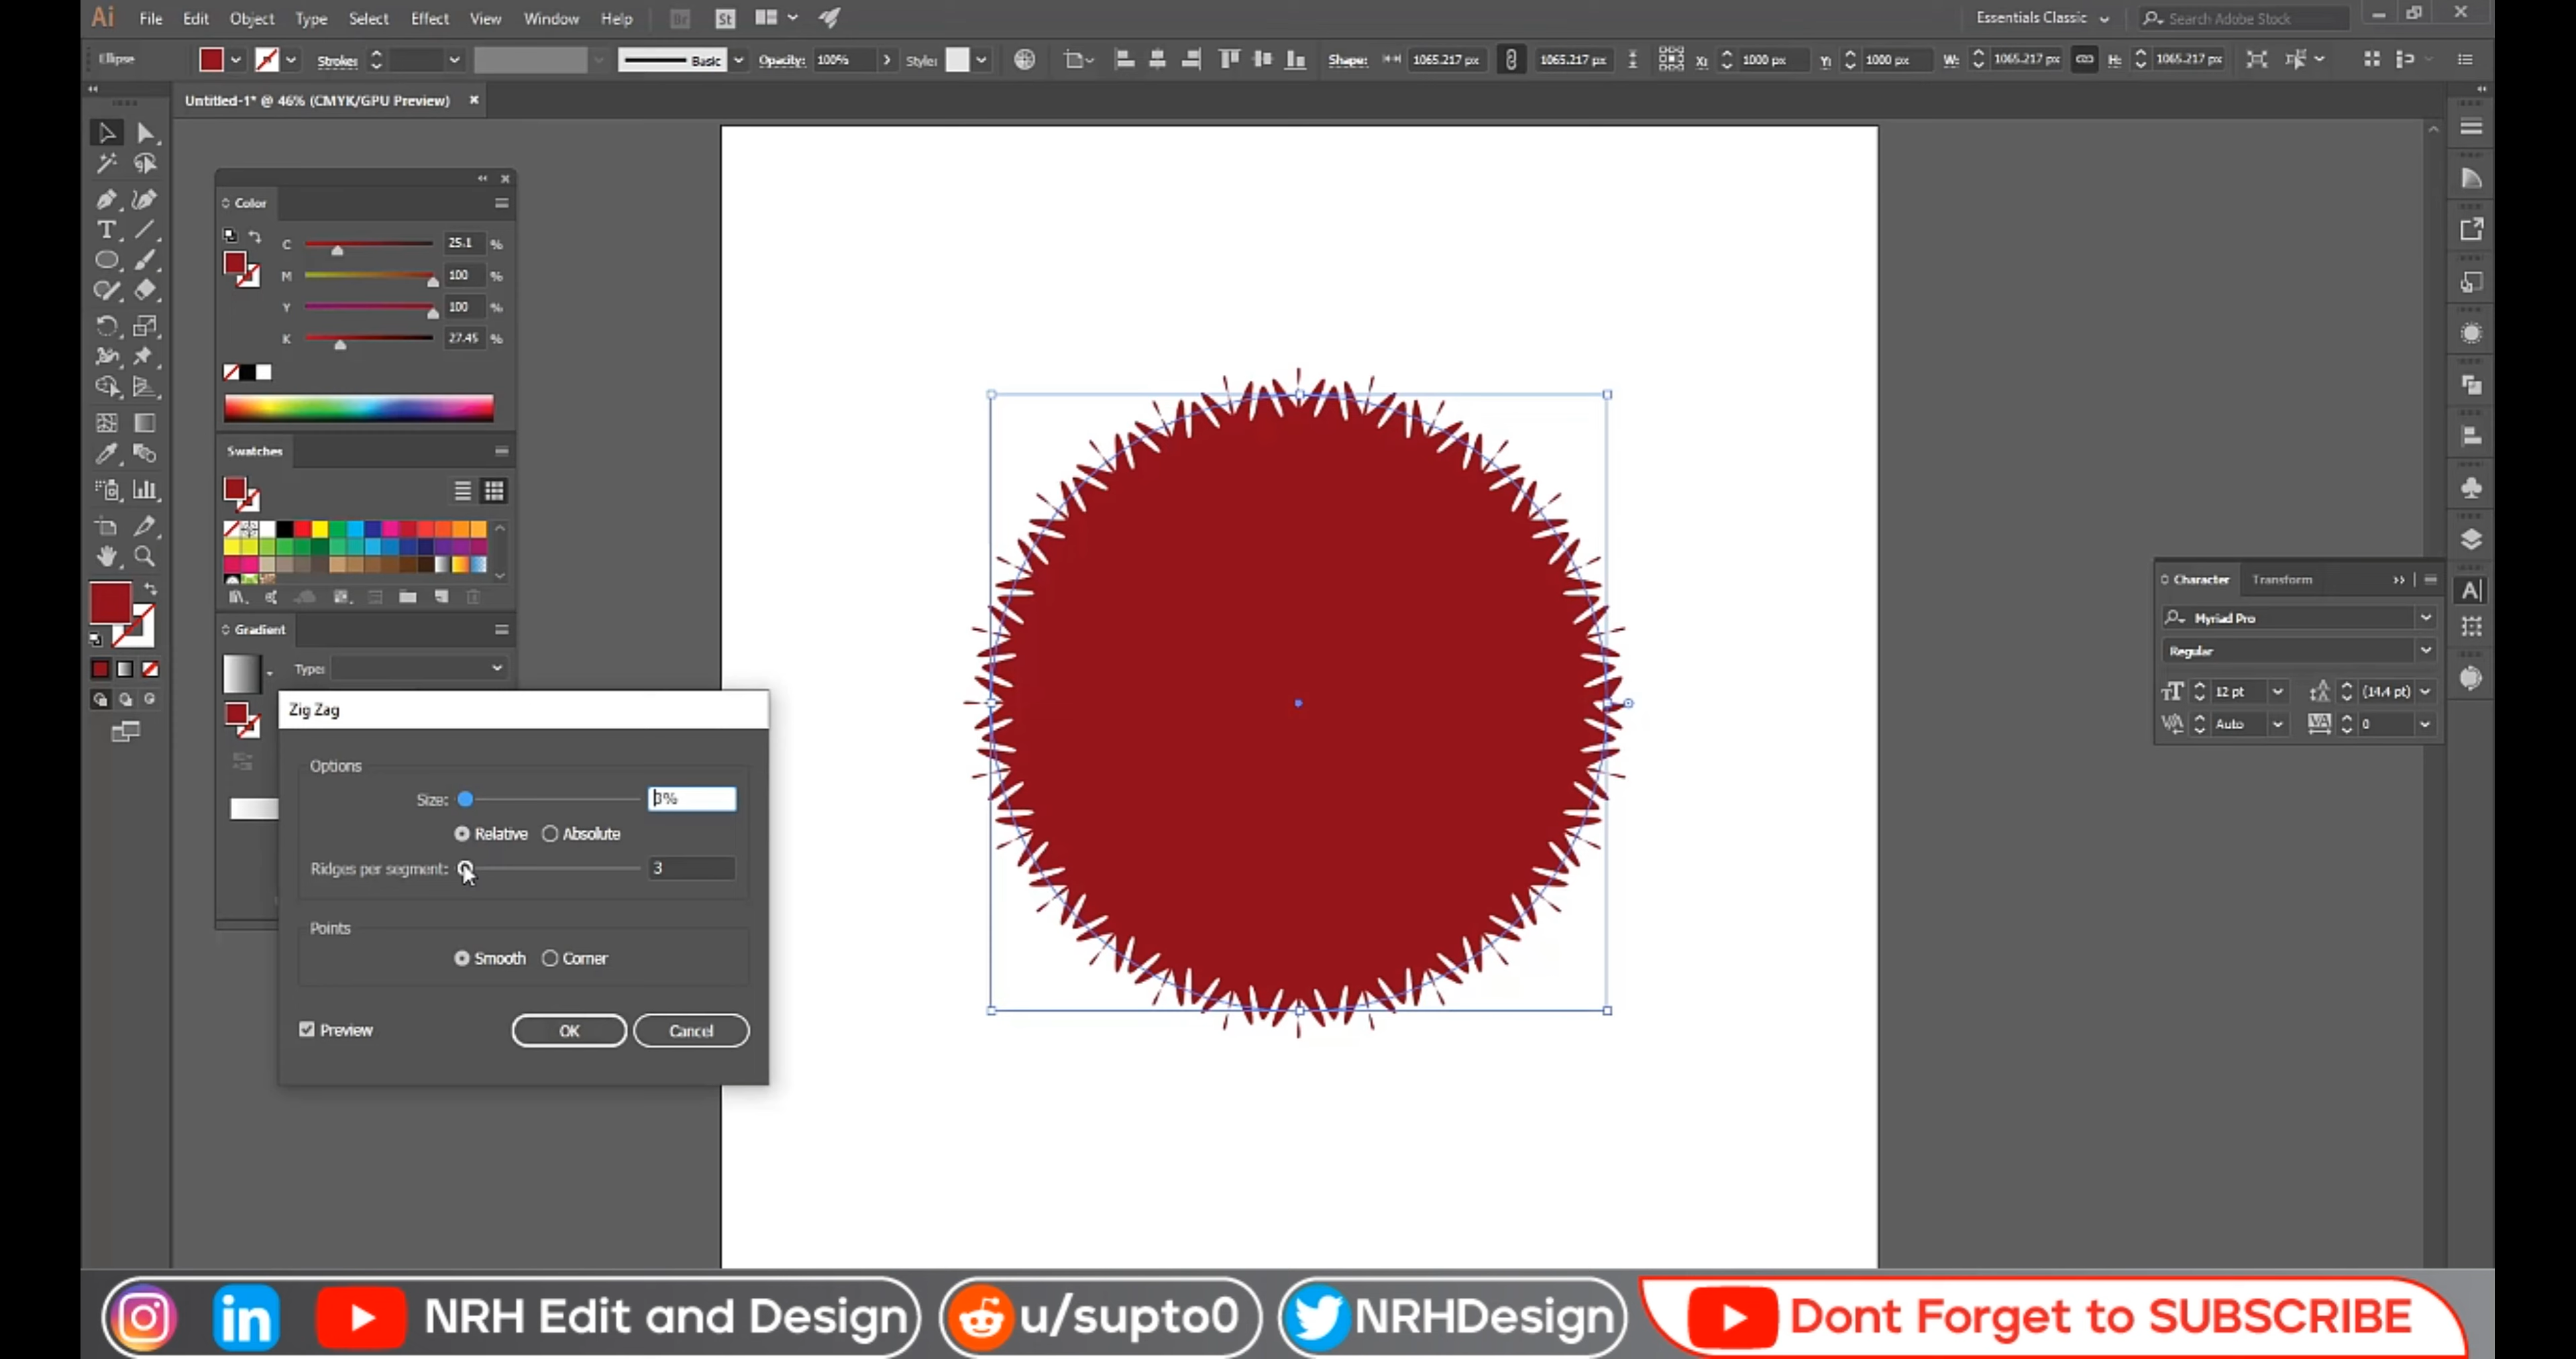 Ai File Edit Object Type Select Effect View Window Help Br St Essentials Classic Search Adobe Stock
Ellipse Stroke: Basic Opacity: 100% Style: Shape: 1065.217 px 1065.217 px X: 1000 px Y: 1000 px W: 1065.217 px H: 1065.217 px
Untitled-1* @ 46% (CMYK/GPU Preview)
Color
C 25.1 %
M 100 %
Y 100 %
K 27.45 %
Swatches
Gradient
Type:
Zig Zag
Options
Size: 3%
Relative Absolute
Ridges per segment: 3
Points
Smooth Corner
Preview OK Cancel
Character Transform
Myriad Pro
Regular
12 pt (14.4 pt)
Auto 0
NRH Edit and Design u/supto0 NRHDesign Dont Forget to SUBSCRIBE